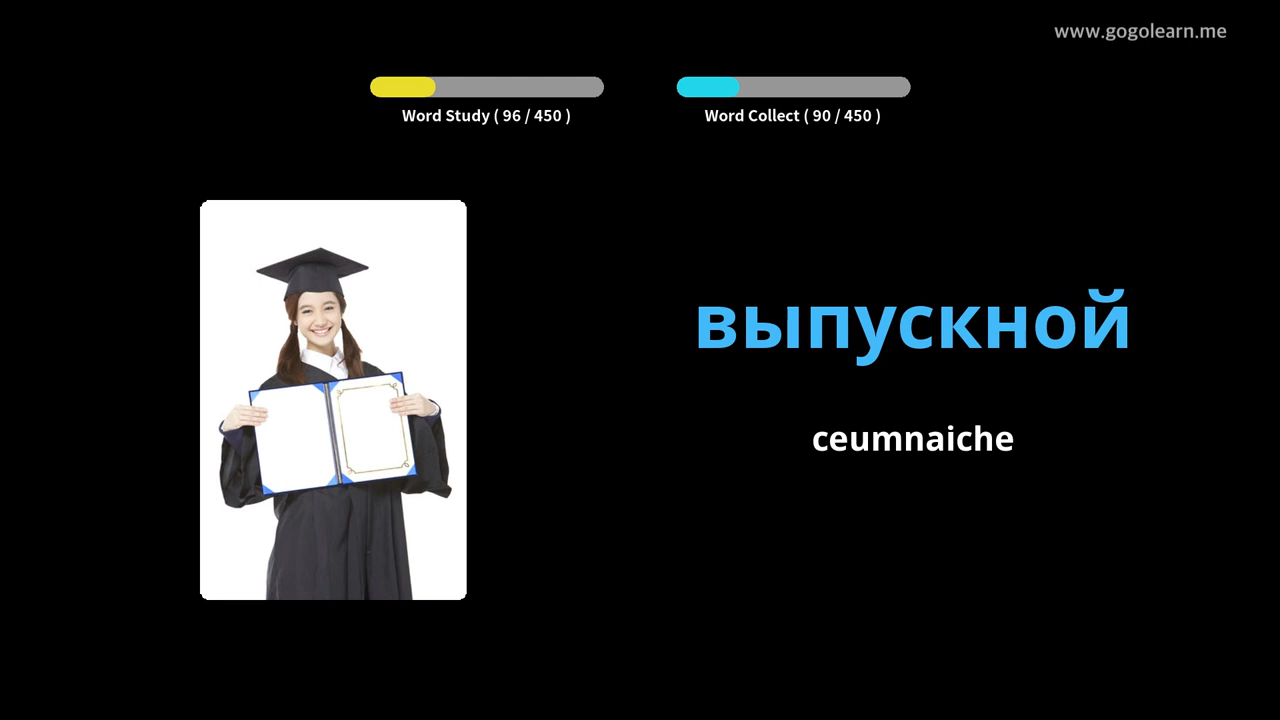 www.gogolearn.me
Word Study ( 96 / 450 )
Word Collect ( 90 / 450 )
выпускной
ceumnaiche